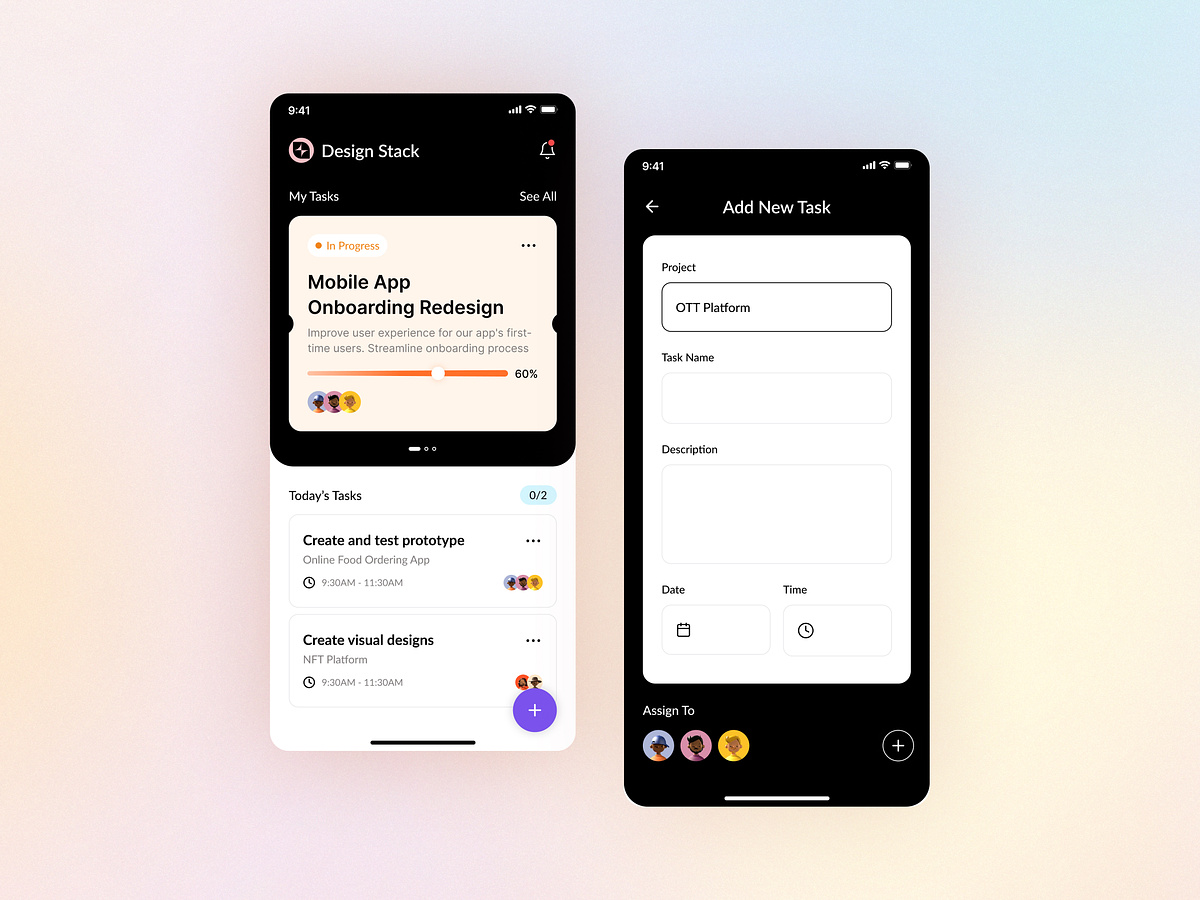 9:41
Design Stack
My Tasks
See All
In Progress
Mobile App
Onboarding Redesign
Improve user experience for our app's first-
time users. Streamline onboarding process
60%
Today’s Tasks
0/2
Create and test prototype
Online Food Ordering App
9:30AM - 11:30AM
Create visual designs
NFT Platform
9:30AM - 11:30AM
9:41
Add New Task
Project
OTT Platform
Task Name
Description
Date
Time
Assign To